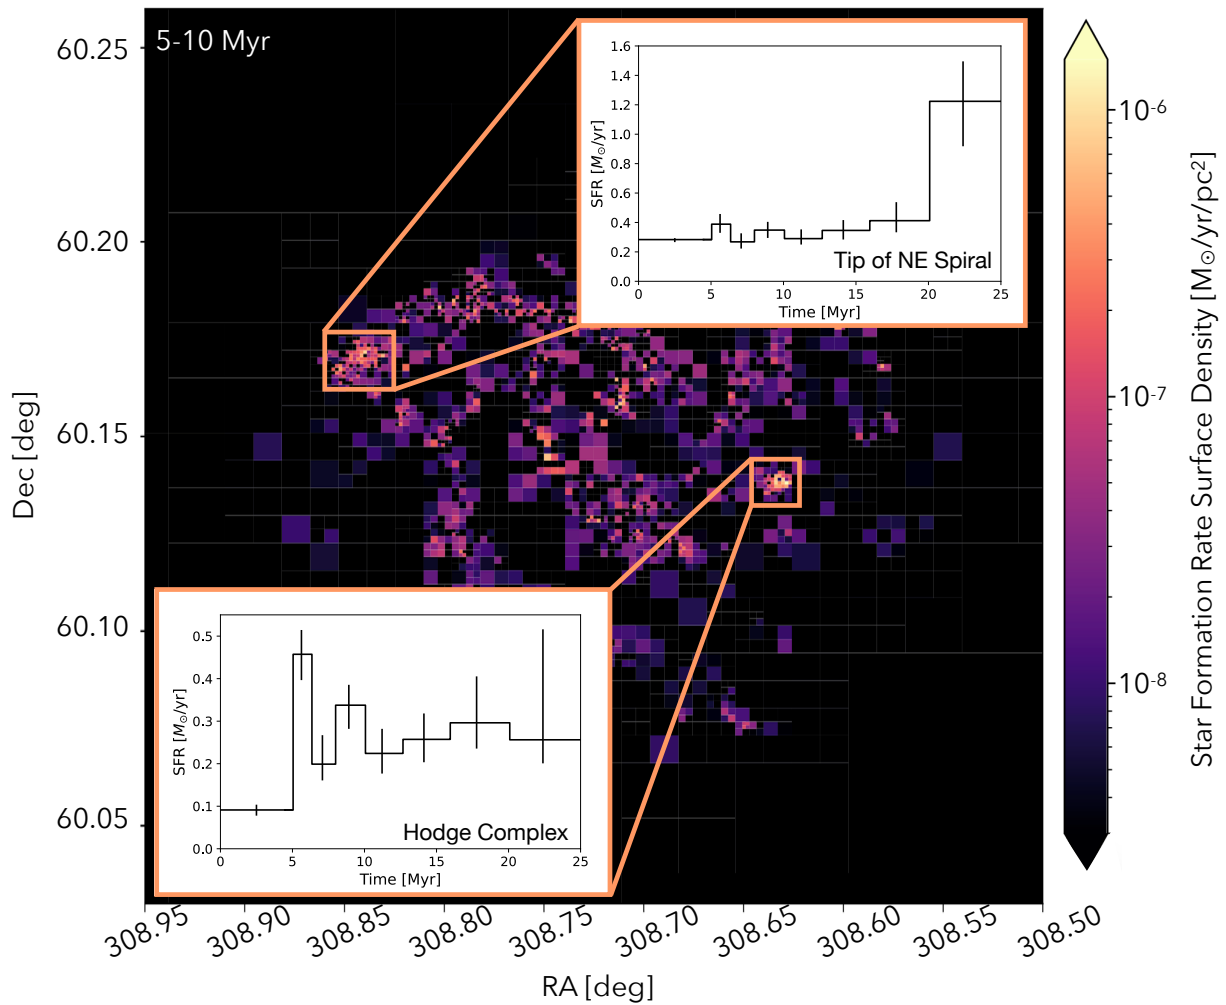 5-10 Myr
Dec [deg]
60.25
60.20
60.15
60.10
60.05
SFR [M⊙/yr]
1.6
1.4
1.2
1.0
0.8
0.6
0.4
0.2
0.0
Tip of NE Spiral
0 5 10 15 20 25
Time [Myr]
SFR [M⊙/yr]
0.5
0.4
0.3
0.2
0.1
0.0
Hodge Complex
0 5 10 15 20 25
Time [Myr]
308.95 308.90 308.85 308.80 308.75 308.70 308.65 308.60 308.55 308.50
RA [deg]
10⁻⁶
10⁻⁷
10⁻⁸
Star Formation Rate Surface Density [M⊙/yr/pc²]